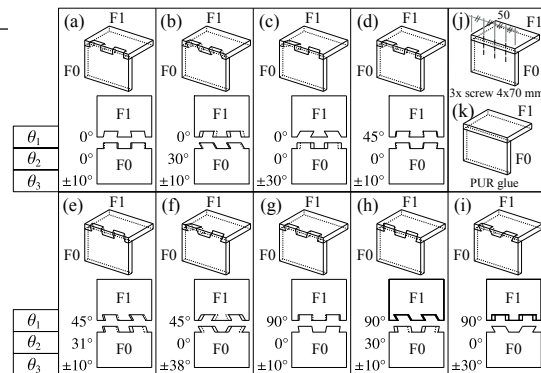 (a) F1 (b) F1 (c) F1 (d) F1 (j) 50 F1
F0 F0 F0 F0 F0
3x screw 4x70 mm
(k) F1
F1 F1 F1 F1 F0
θ₁ 0° 0° 0° 45°
θ₂ 0° F0 30° F0 0° F0 0° F0
θ₃ ±10° ±10° ±30° ±10° PUR glue
(e) F1 (f) F1 (g) F1 (h) F1 (i) F1
F0 F0 F0 F0 F0
F1 F1 F1 F1 F1
θ₁ 45° 45° 90° 90° 90°
θ₂ 31° F0 0° F0 0° F0 30° F0 0° F0
θ₃ ±10° ±38° ±10° ±10° ±30°